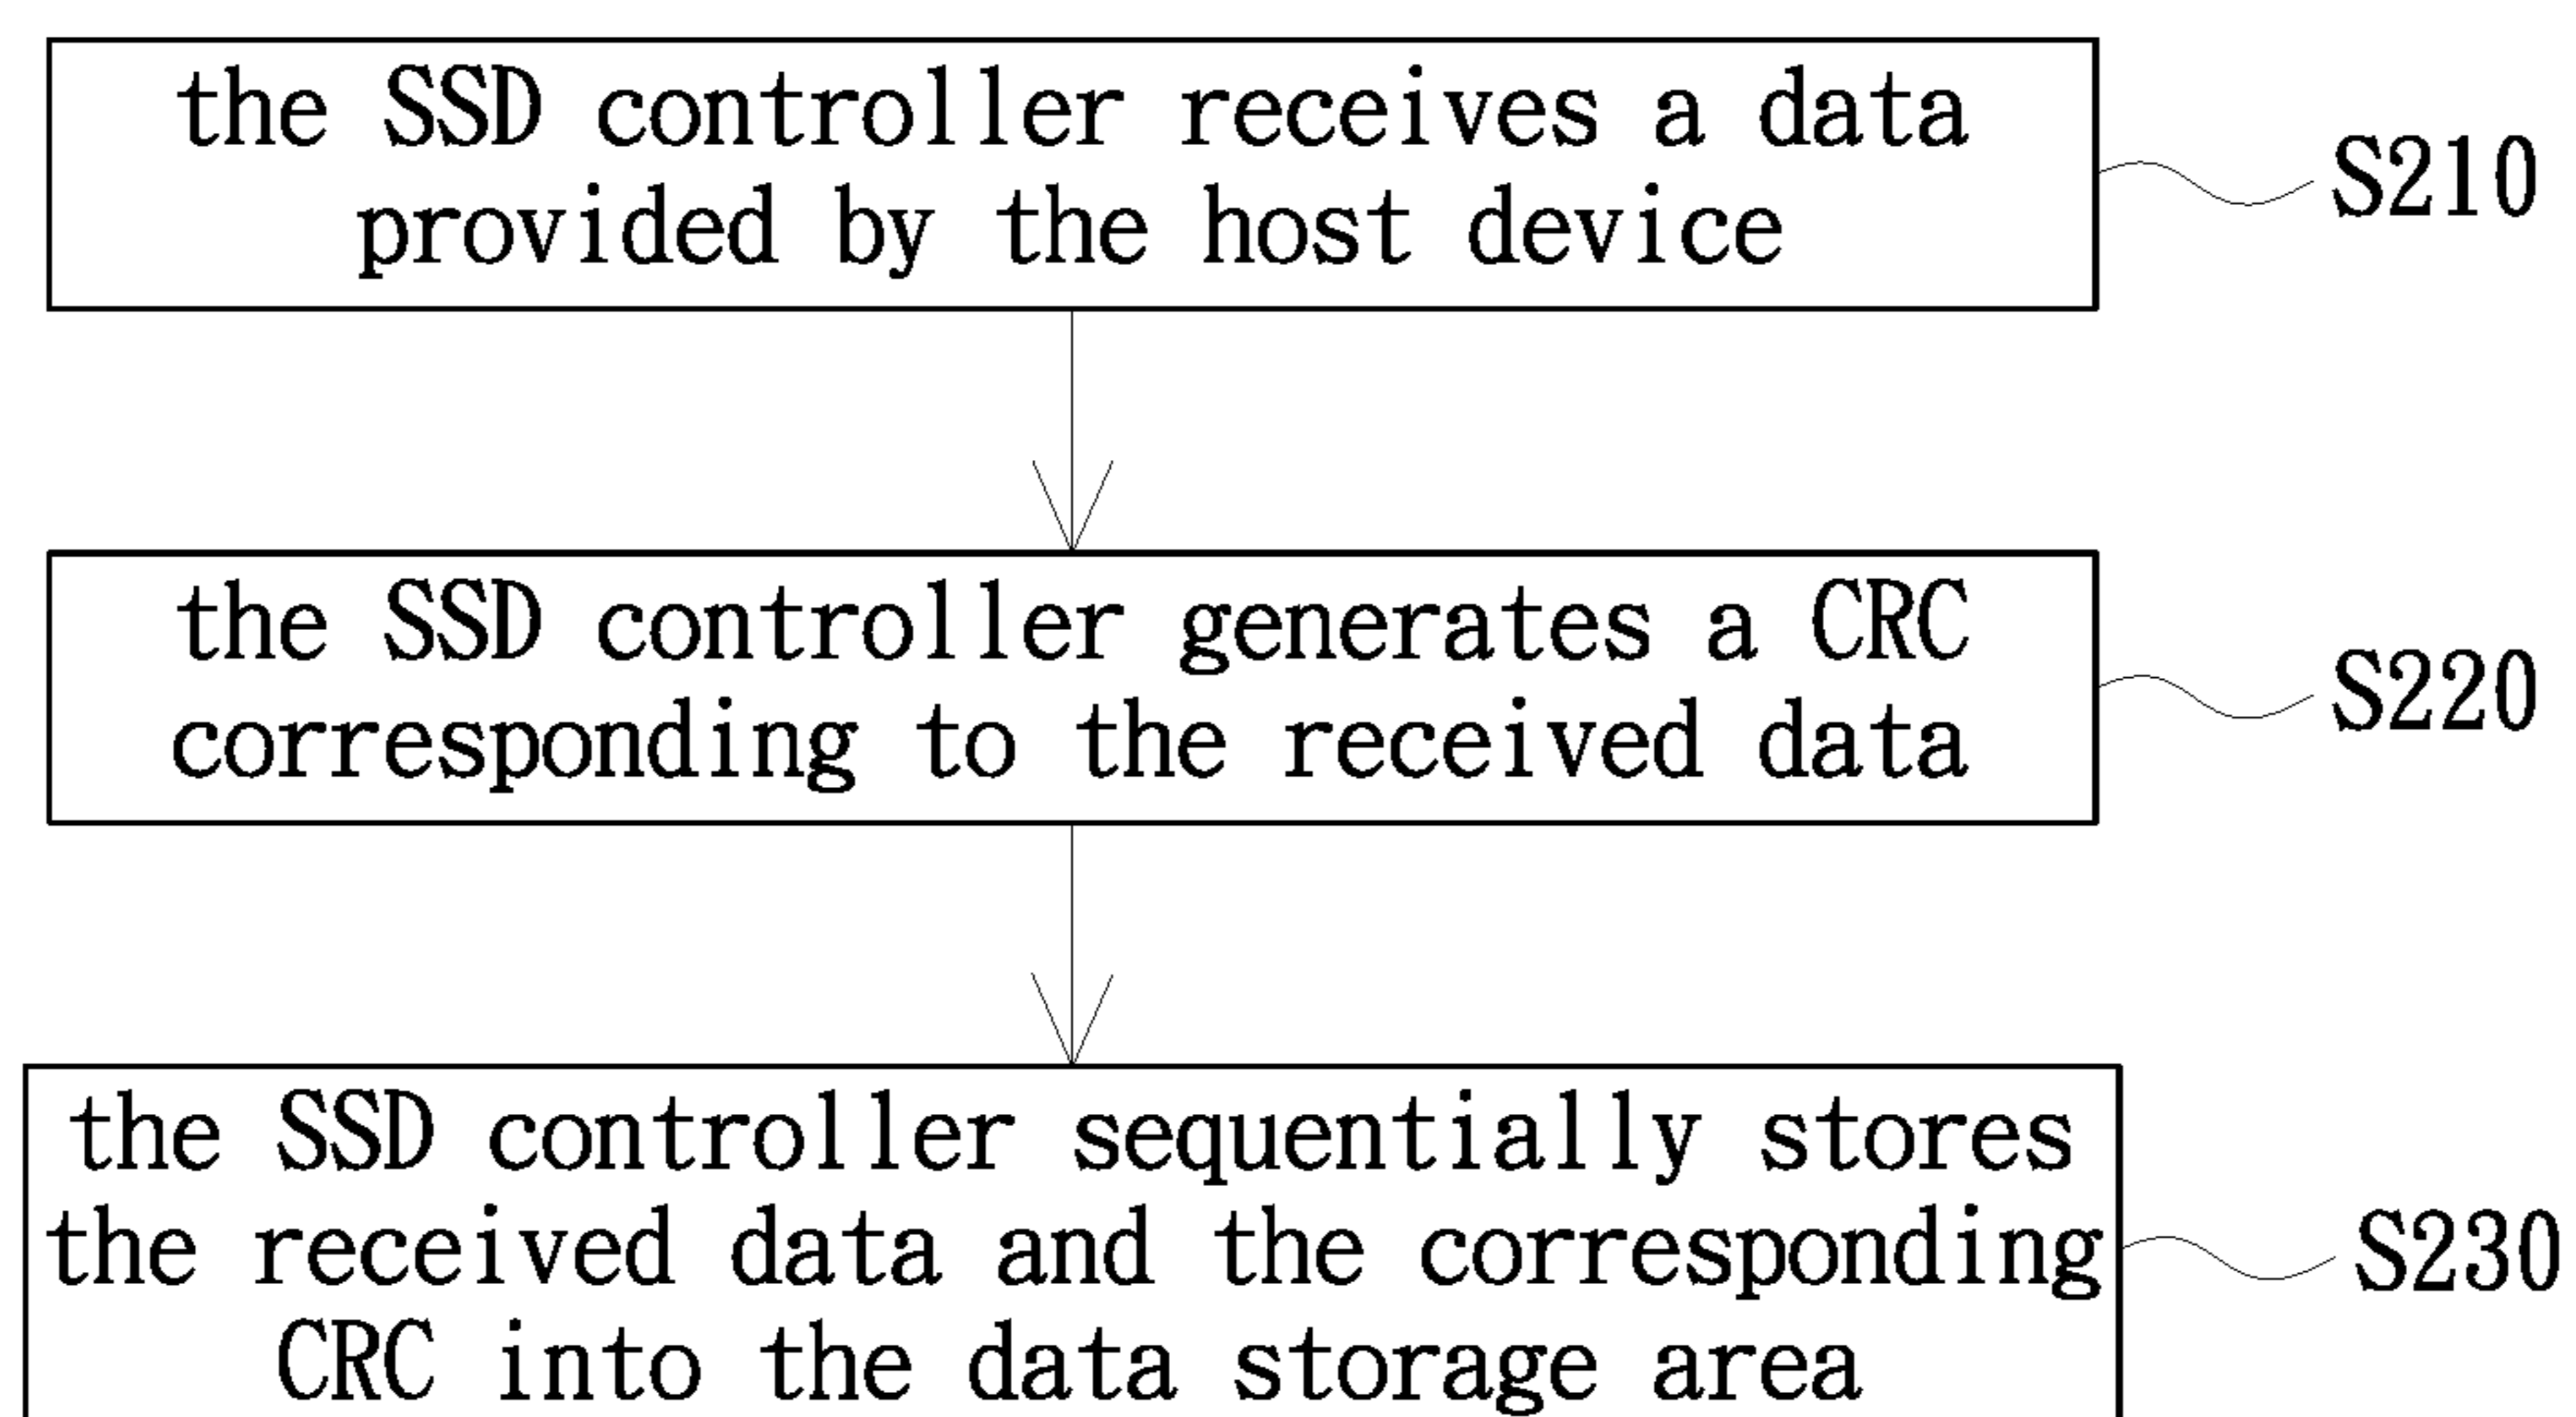 the SSD controller receives a data
provided by the host device
S210
the SSD controller generates a CRC
corresponding to the received data
S220
the SSD controller sequentially stores
the received data and the corresponding
CRC into the data storage area
S230